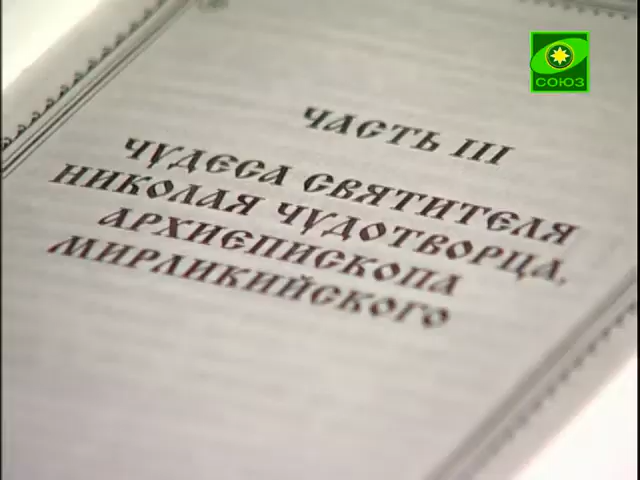 СОЮЗ
ЧАСТЬ III
ЧУДЕСА СВЯТИТЕЛЯ
НИКОЛАЯ ЧУДОТВОРЦА,
АРХИЕПИСКОПА
МИРЛИКИЙСКОГО